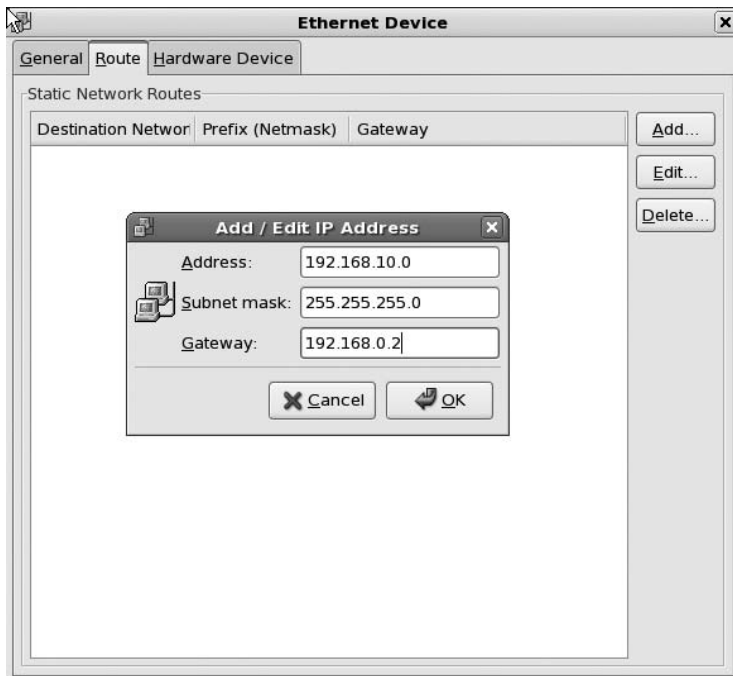 Ethernet Device
General Route Hardware Device
Static Network Routes
Destination Networ Prefix (Netmask) Gateway
Add...
Edit...
Delete...
Add / Edit IP Address
Address: 192.168.10.0
Subnet mask: 255.255.255.0
Gateway: 192.168.0.2
Cancel OK